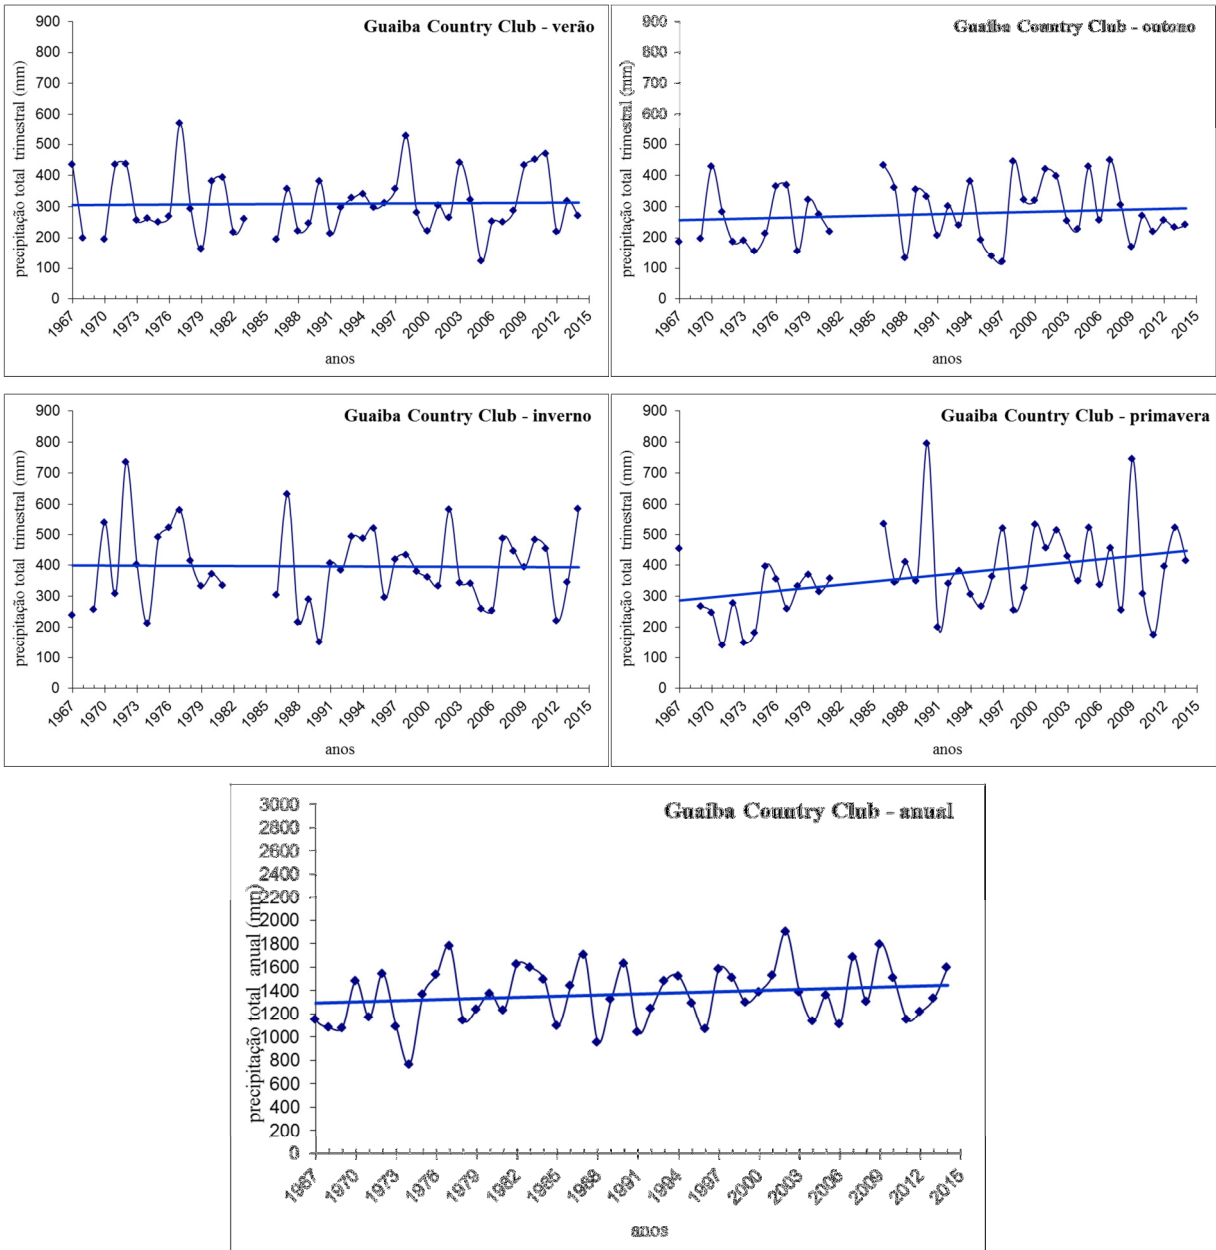 Guaiba Country Club - verão
precipitação total trimestral (mm)
900
800
700
600
500
400
300
200
100
0
1967 1970 1973 1976 1979 1982 1985 1988 1991 1994 1997 2000 2003 2006 2009 2012 2015
anos
Guaiba Country Club - outono
precipitação total trimestral (mm)
900
800
700
600
500
400
300
200
100
0
1967 1970 1973 1976 1979 1982 1985 1988 1991 1994 1997 2000 2003 2006 2009 2012 2015
anos
Guaiba Country Club - inverno
precipitação total trimestral (mm)
900
800
700
600
500
400
300
200
100
0
1967 1970 1973 1976 1979 1982 1985 1988 1991 1994 1997 2000 2003 2006 2009 2012 2015
anos
Guaiba Country Club - primavera
precipitação total trimestral (mm)
900
800
700
600
500
400
300
200
100
0
1967 1970 1973 1976 1979 1982 1985 1988 1991 1994 1997 2000 2003 2006 2009 2012 2015
anos
Guaiba Country Club - anual
precipitação total anual (mm)
3000
2800
2600
2400
2200
2000
1800
1600
1400
1200
1000
800
600
400
200
0
1967 1970 1973 1976 1979 1982 1985 1988 1991 1994 1997 2000 2003 2006 2009 2012 2015
anos